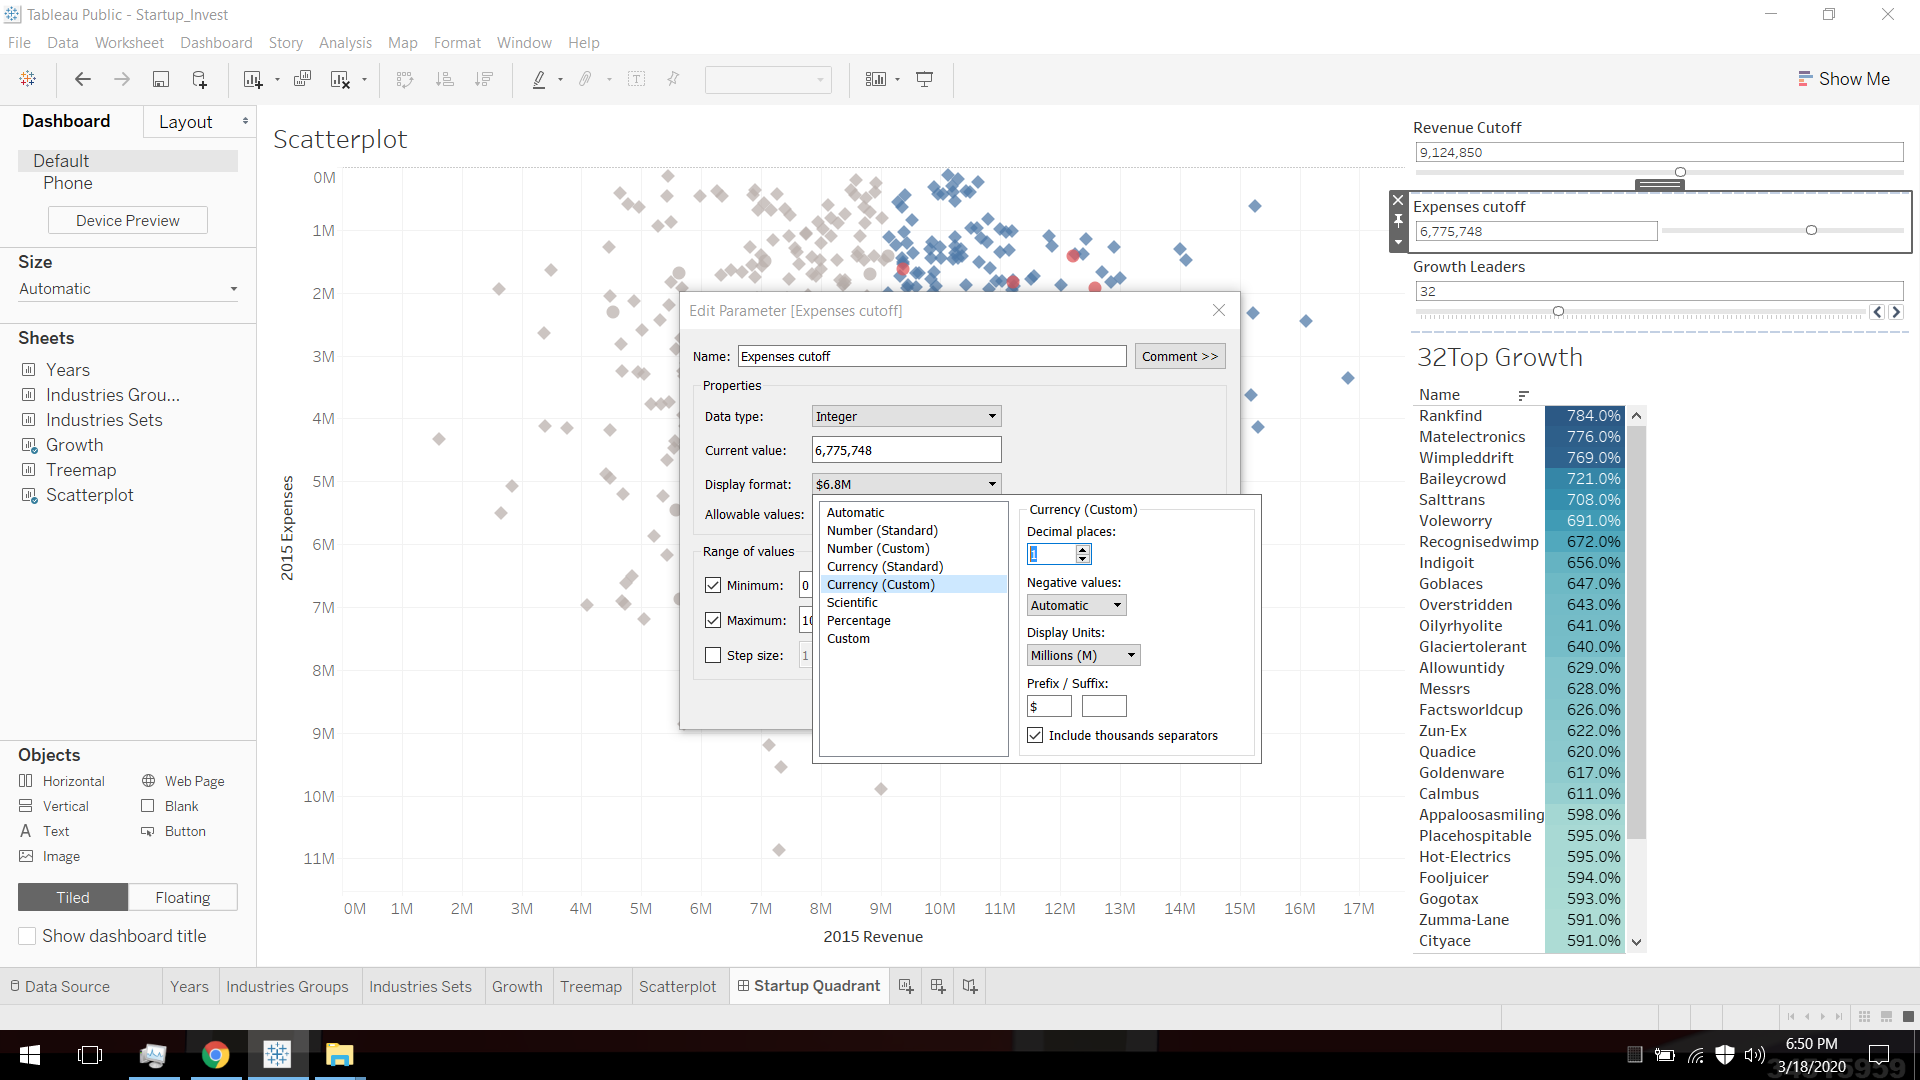 Tableau Public - Startup_Invest
File Data Worksheet Dashboard Story Analysis Map Format Window Help
Show Me
Dashboard Layout
Default
Phone
Device Preview
Size
Automatic
Sheets
Years
Industries Grou...
Industries Sets
Growth
Treemap
Scatterplot
Objects
Horizontal Web Page
Vertical Blank
Text Button
Image
Tiled Floating
Show dashboard title
Scatterplot
0M
1M
2M
3M
4M
5M
6M
7M
8M
9M
10M
11M
2015 Expenses
0M 1M 2M 3M 4M 5M 6M 7M 8M 9M 10M 11M 12M 13M 14M 15M 16M 17M
2015 Revenue
Edit Parameter [Expenses cutoff]
Name: Expenses cutoff Comment >>
Properties
Data type: Integer
Current value: 6,775,748
Display format: $6.8M
Allowable values:
Range of values
Minimum: 0
Maximum: 10
Step size: 1
Automatic
Number (Standard)
Number (Custom)
Currency (Standard)
Currency (Custom)
Scientific
Percentage
Custom
Currency (Custom)
Decimal places:
1
Negative values:
Automatic
Display Units:
Millions (M)
Prefix / Suffix:
$
Include thousands separators
Revenue Cutoff
9,124,850
Expenses cutoff
6,775,748
Growth Leaders
32
32Top Growth
Name
Rankfind 784.0%
Matelectronics 776.0%
Wimpleddrift 769.0%
Baileycrowd 721.0%
Salttrans 708.0%
Voleworry 691.0%
Recognisedwimp 672.0%
Indigoit 656.0%
Goblaces 647.0%
Overstridden 643.0%
Oilyrhyolite 641.0%
Glaciertolerant 640.0%
Allowuntidy 629.0%
Messrs 628.0%
Factsworldcup 626.0%
Zun-Ex 622.0%
Quadice 620.0%
Goldenware 617.0%
Calmbus 611.0%
Appaloosasmiling 598.0%
Placehospitable 595.0%
Hot-Electrics 595.0%
Fooljuicer 594.0%
Gogotax 593.0%
Zumma-Lane 591.0%
Cityace 591.0%
Data Source Years Industries Groups Industries Sets Growth Treemap Scatterplot Startup Quadrant
6:50 PM
3/18/2020